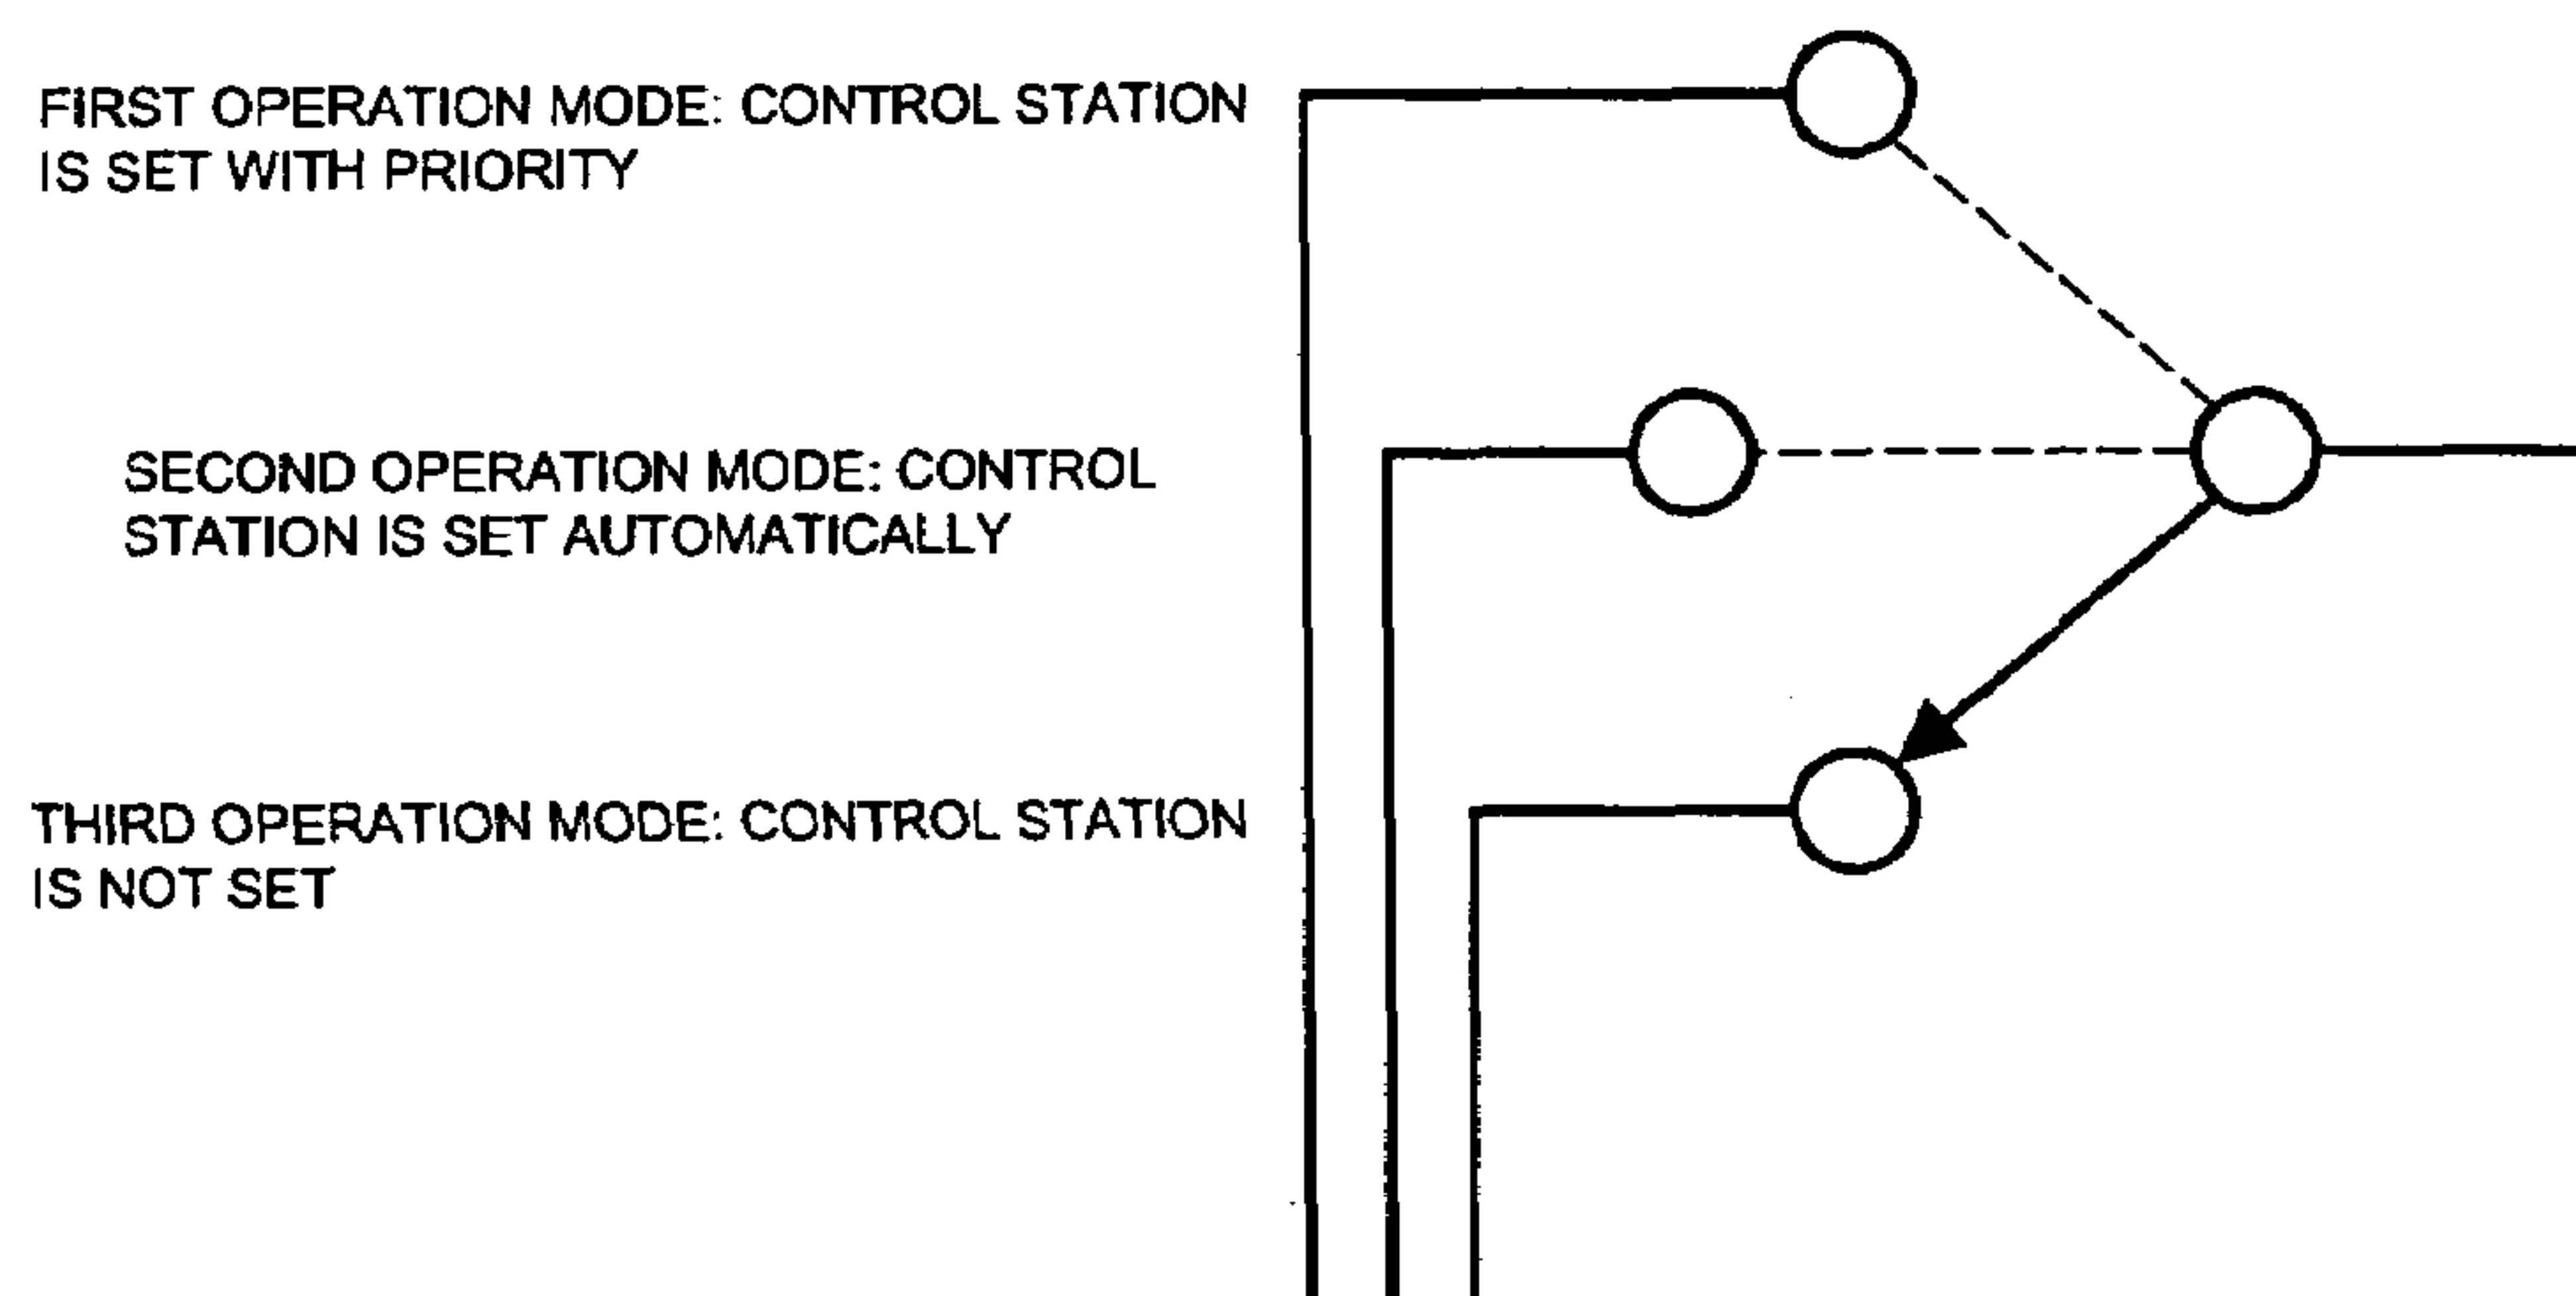 FIRST OPERATION MODE: CONTROL STATION
IS SET WITH PRIORITY
SECOND OPERATION MODE: CONTROL
STATION IS SET AUTOMATICALLY
THIRD OPERATION MODE: CONTROL STATION
IS NOT SET